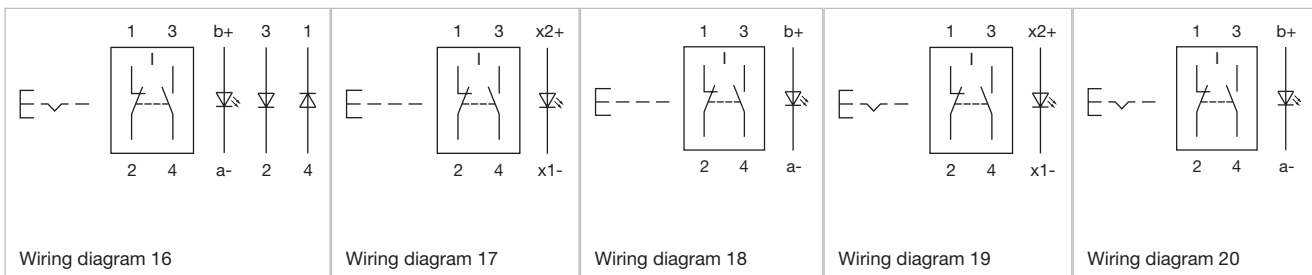 1 3 b+ 3 1
2 4 a- 2 4
Wiring diagram 16
1 3 x2+
2 4 x1-
Wiring diagram 17
1 3 b+
2 4 a-
Wiring diagram 18
1 3 x2+
2 4 x1-
Wiring diagram 19
1 3 b+
2 4 a-
Wiring diagram 20